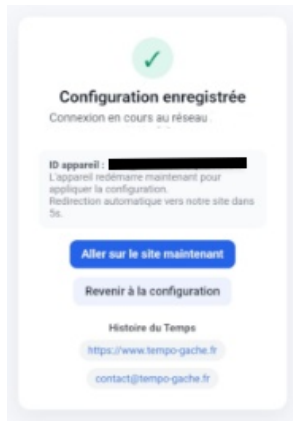 Configuration enregistrée
Connexion en cours au réseau
ID appareil :
L'appareil redémarre maintenant pour
appliquer la configuration.
Redirection automatique vers notre site dans
5s.
Aller sur le site maintenant
Revenir à la configuration
Histoire du Temps
https://www.tempo-gache.fr
contact@tempo-gache.fr